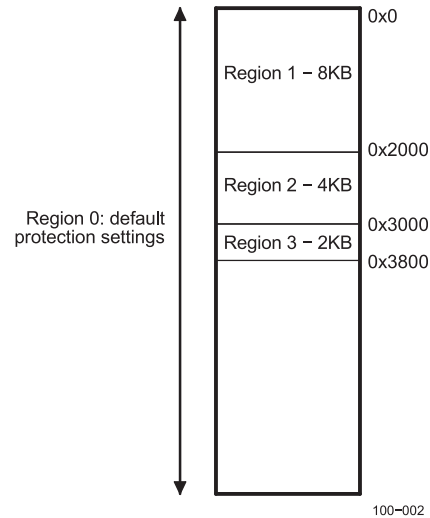 0x0
Region 1 − 8KB
0x2000
Region 2 − 4KB
Region 0: default
protection settings
0x3000
Region 3 − 2KB
0x3800
100−002